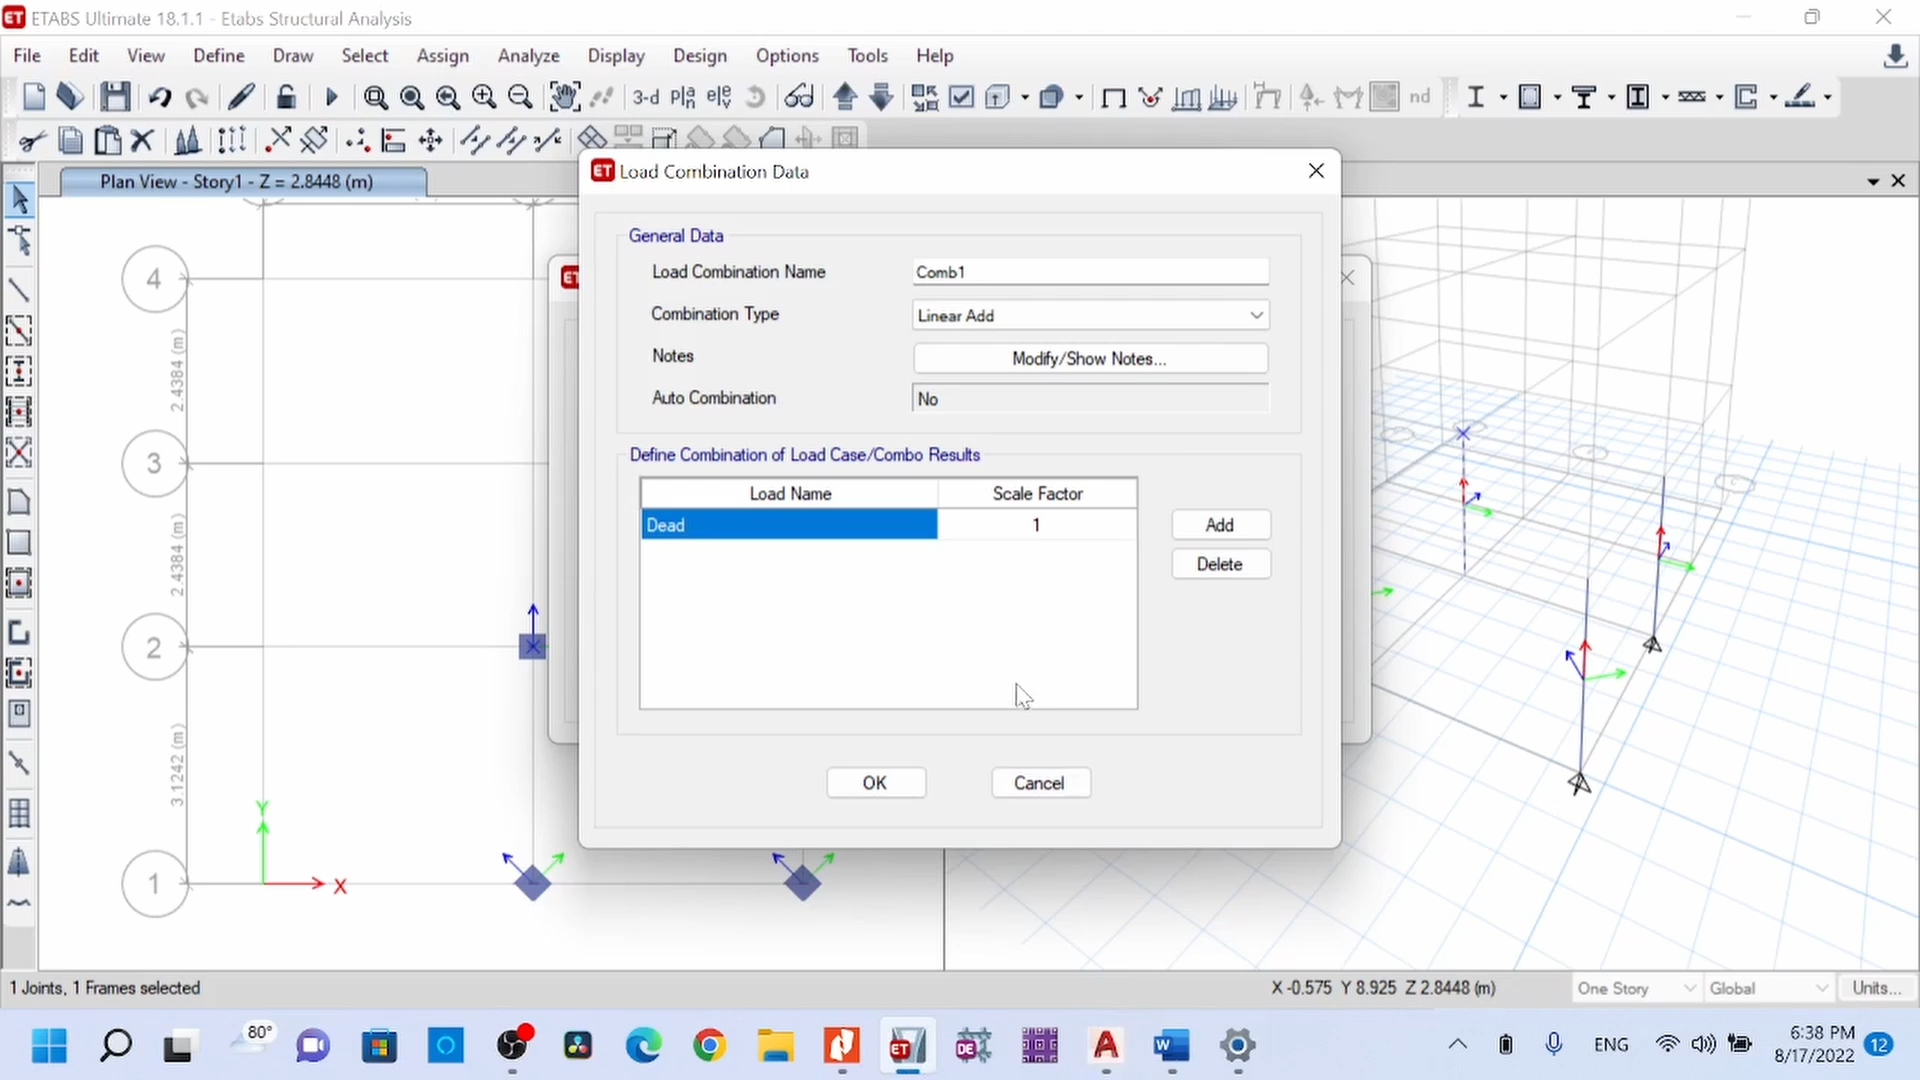 ET ETABS Ultimate 18.1.1 - Etabs Structural Analysis
File Edit View Define Draw Select Assign Analyze Display Design Options Tools Help
3-d nd
Plan View - Story1 - Z = 2.8448 (m)
ET Load Combination Data
General Data
Load Combination Name Comb1
Combination Type Linear Add
Notes Modify/Show Notes...
Auto Combination No
Define Combination of Load Case/Combo Results
Load Name Scale Factor
Dead 1
Add
Delete
OK Cancel
4
2.4384 (m)
3
2.4384 (m)
2
3.1242 (m)
1
Y
X
1 Joints, 1 Frames selected
X -0.575 Y 8.925 Z 2.8448 (m)
One Story
Global
Units...
80°
ET
DE
A
W
ENG
6:38 PM
8/17/2022
12